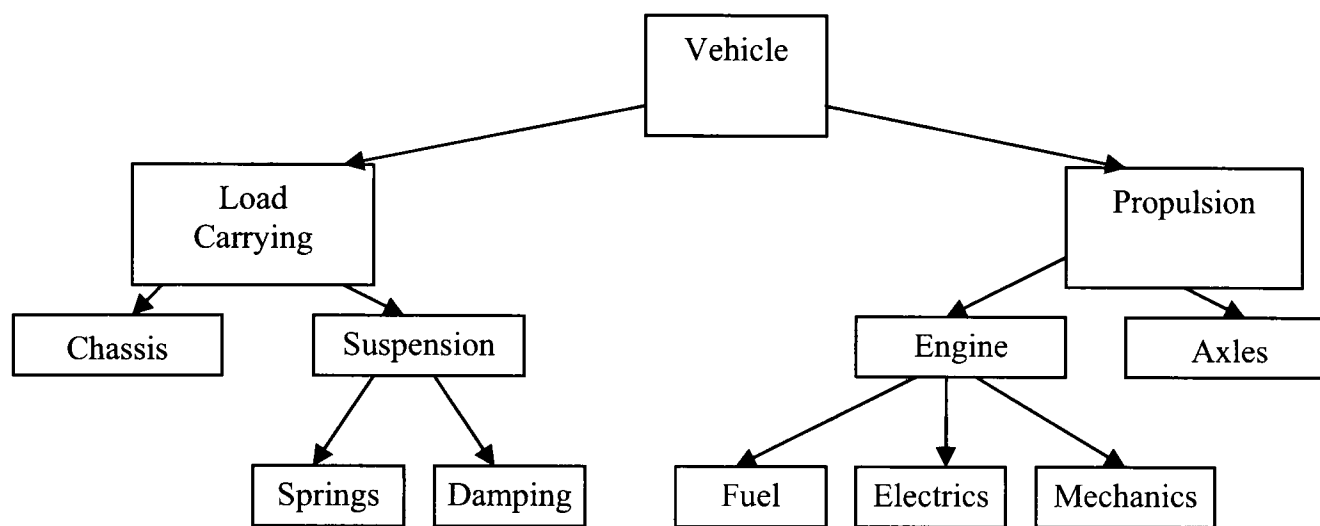 Vehicle
Load
Carrying
Propulsion
Chassis
Suspension
Engine
Axles
Springs
Damping
Fuel
Electrics
Mechanics